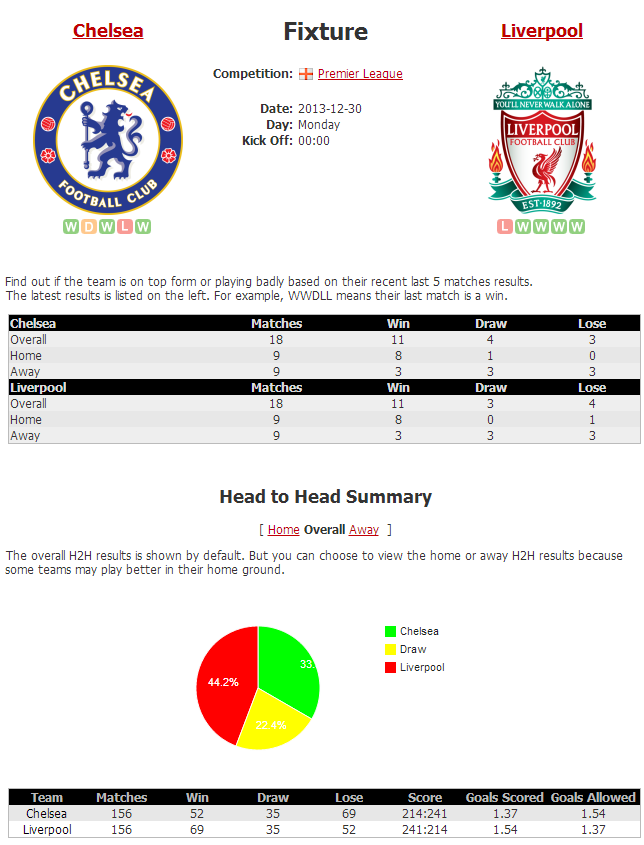 Chelsea
Fixture
Liverpool
Competition: Premier League
Date: 2013-12-30
Day: Monday
Kick Off: 00:00
CHELSEA
FOOTBALL CLUB
YOU'LL NEVER WALK ALONE
LIVERPOOL
FOOTBALL CLUB
EST·1892
W D W L W
L W W W W
Find out if the team is on top form or playing badly based on their recent last 5 matches results.
The latest results is listed on the left. For example, WWDLL means their last match is a win.
Chelsea Matches Win Draw Lose
Overall 18 11 4 3
Home 9 8 1 0
Away 9 3 3 3
Liverpool Matches Win Draw Lose
Overall 18 11 3 4
Home 9 8 0 1
Away 9 3 3 3
Head to Head Summary
[ Home Overall Away ]
The overall H2H results is shown by default. But you can choose to view the home or away H2H results because
some teams may play better in their home ground.
Chelsea
Draw
Liverpool
33.
44.2%
22.4%
Team Matches Win Draw Lose Score Goals Scored Goals Allowed
Chelsea 156 52 35 69 214:241 1.37 1.54
Liverpool 156 69 35 52 241:214 1.54 1.37